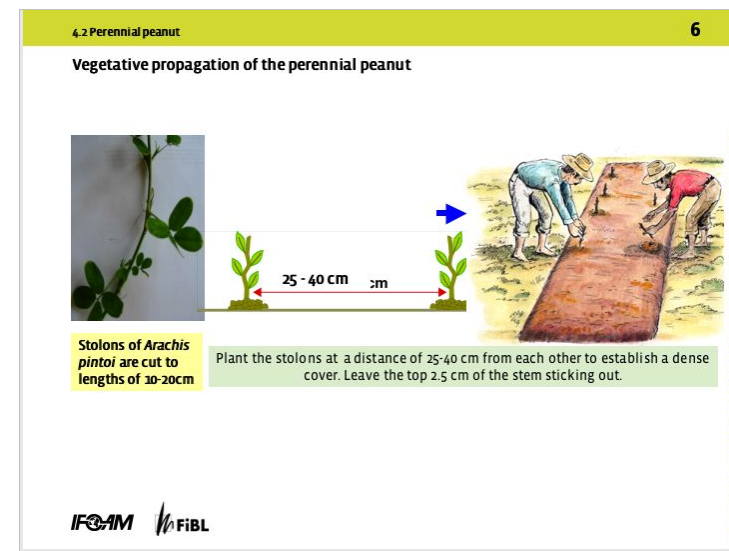 4.2 Perennial peanut
6
Vegetative propagation of the perennial peanut
25 - 40 cm
:m
Stolons of Arachis
pintoi are cut to
lengths of 10-20cm
Plant the stolons at a distance of 25-40 cm from each other to establish a dense
cover. Leave the top 2.5 cm of the stem sticking out.
IFOAM
FiBL